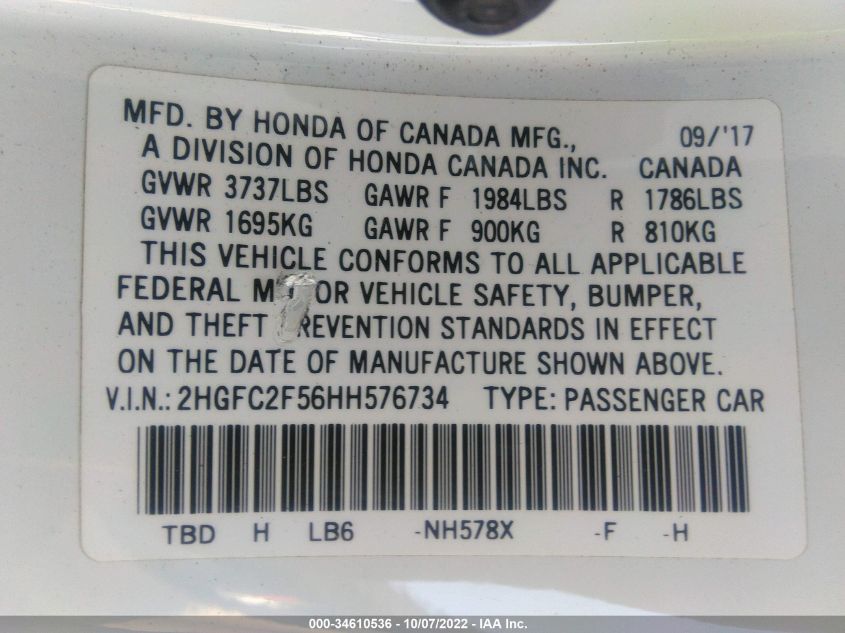 MFD. BY HONDA OF CANADA MFG., 09/'17
A DIVISION OF HONDA CANADA INC. CANADA
GVWR 3737LBS GAWR F 1984LBS R 1786LBS
GVWR 1695KG GAWR F 900KG R 810KG
THIS VEHICLE CONFORMS TO ALL APPLICABLE
FEDERAL MOTOR VEHICLE SAFETY, BUMPER,
AND THEFT PREVENTION STANDARDS IN EFFECT
ON THE DATE OF MANUFACTURE SHOWN ABOVE.
V.I.N.: 2HGFC2F56HH576734 TYPE: PASSENGER CAR
TBD H LB6 -NH578X -F -H
000-34610536 - 10/07/2022 - IAA Inc.